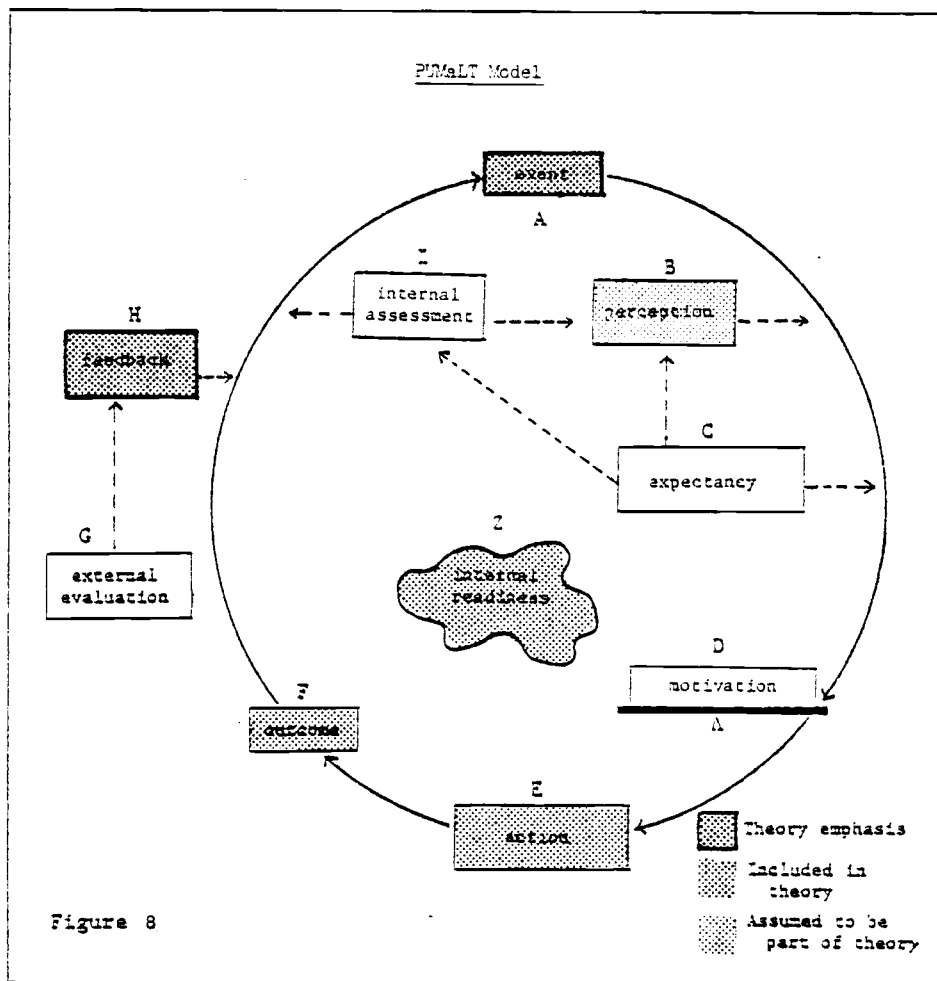 PUMaLT Model
event
A
I
internal
assessment
B
perception
H
feedback
C
expectancy
Z
internal
readiness
G
external
evaluation
D
motivation
Δ
F
outcome
E
action
Theory emphasis
Included in
theory
Assumed to be
part of theory
Figure 8